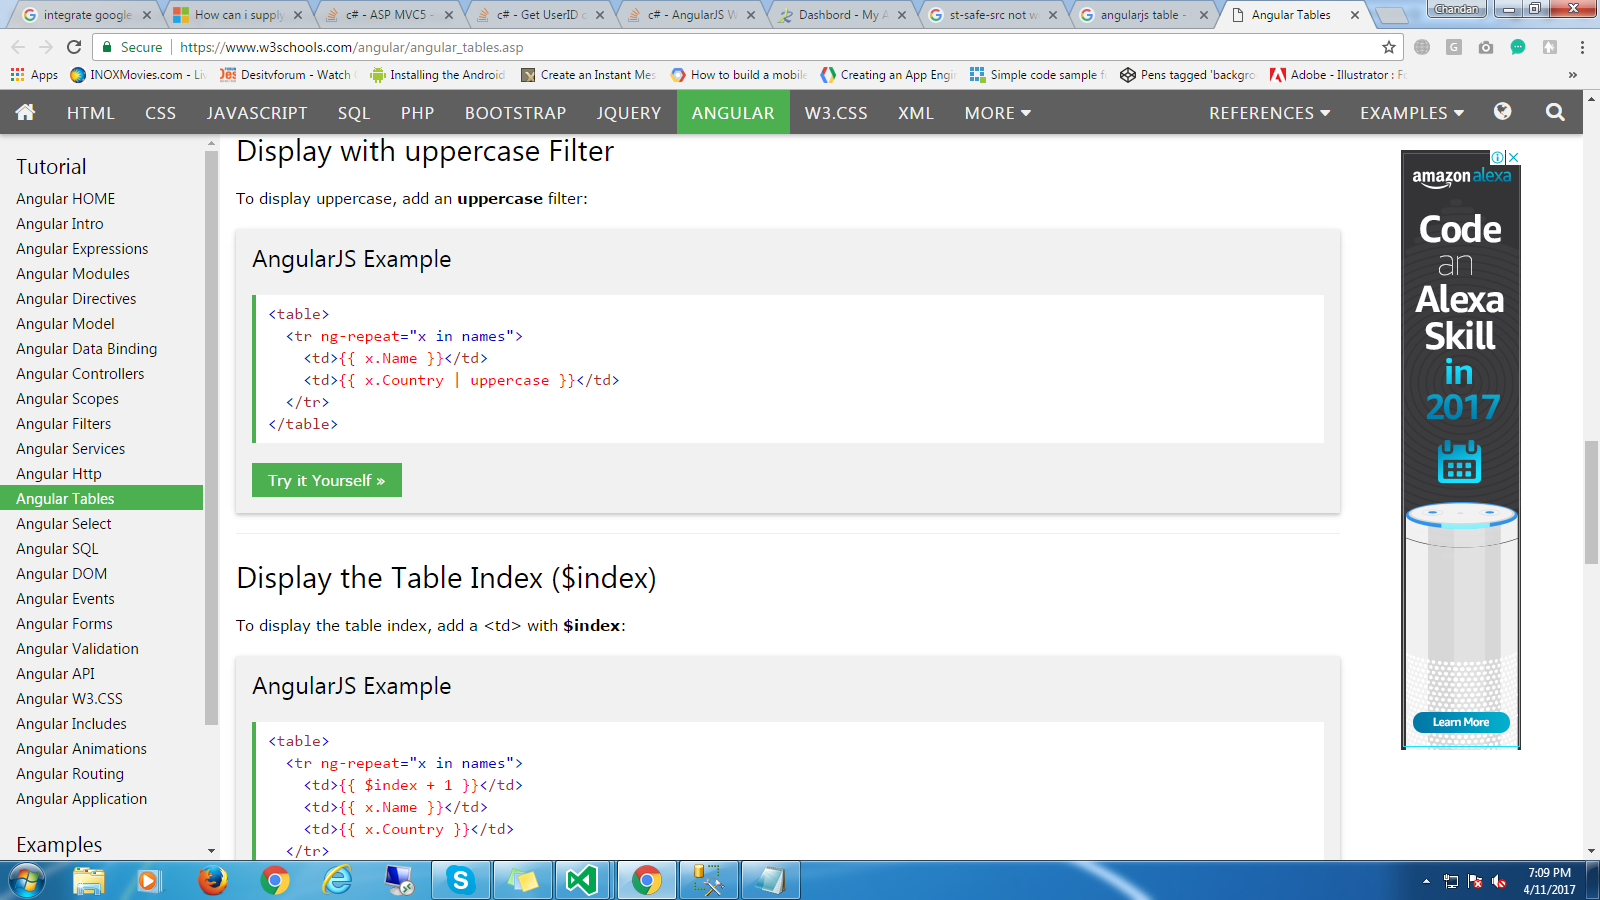 integrate google
How can i supply
c# - ASP MVC5 -
c# - Get UserID c
c# - AngularJS W
Dashbord - My A
st-safe-src not w
angularjs table -
Angular Tables
Chandan
Secure
https://www.w3schools.com/angular/angular_tables.asp
Apps
INOXMovies.com - Li
Desitvforum - Watch
Installing the Android
Create an Instant Mes
How to build a mobile
Creating an App Engi
Simple code sample f
Pens tagged 'backgro
Adobe - Illustrator : F
»
HTML
CSS
JAVASCRIPT
SQL
PHP
BOOTSTRAP
JQUERY
ANGULAR
W3.CSS
XML
MORE
REFERENCES
EXAMPLES
Tutorial
Angular HOME
Angular Intro
Angular Expressions
Angular Modules
Angular Directives
Angular Model
Angular Data Binding
Angular Controllers
Angular Scopes
Angular Filters
Angular Services
Angular Http
Angular Tables
Angular Select
Angular SQL
Angular DOM
Angular Events
Angular Forms
Angular Validation
Angular API
Angular W3.CSS
Angular Includes
Angular Animations
Angular Routing
Angular Application
Examples
Display with uppercase Filter
To display uppercase, add an uppercase filter:
AngularJS Example
<table>
<tr ng-repeat="x in names">
<td>{{ x.Name }}</td>
<td>{{ x.Country | uppercase }}</td>
</tr>
</table>
Try it Yourself »
Display the Table Index ($index)
To display the table index, add a <td> with $index:
AngularJS Example
<table>
<tr ng-repeat="x in names">
<td>{{ $index + 1 }}</td>
<td>{{ x.Name }}</td>
<td>{{ x.Country }}</td>
</tr>
amazon alexa
Code
an
Alexa
Skill
in
2017
Learn More
7:09 PM
4/11/2017